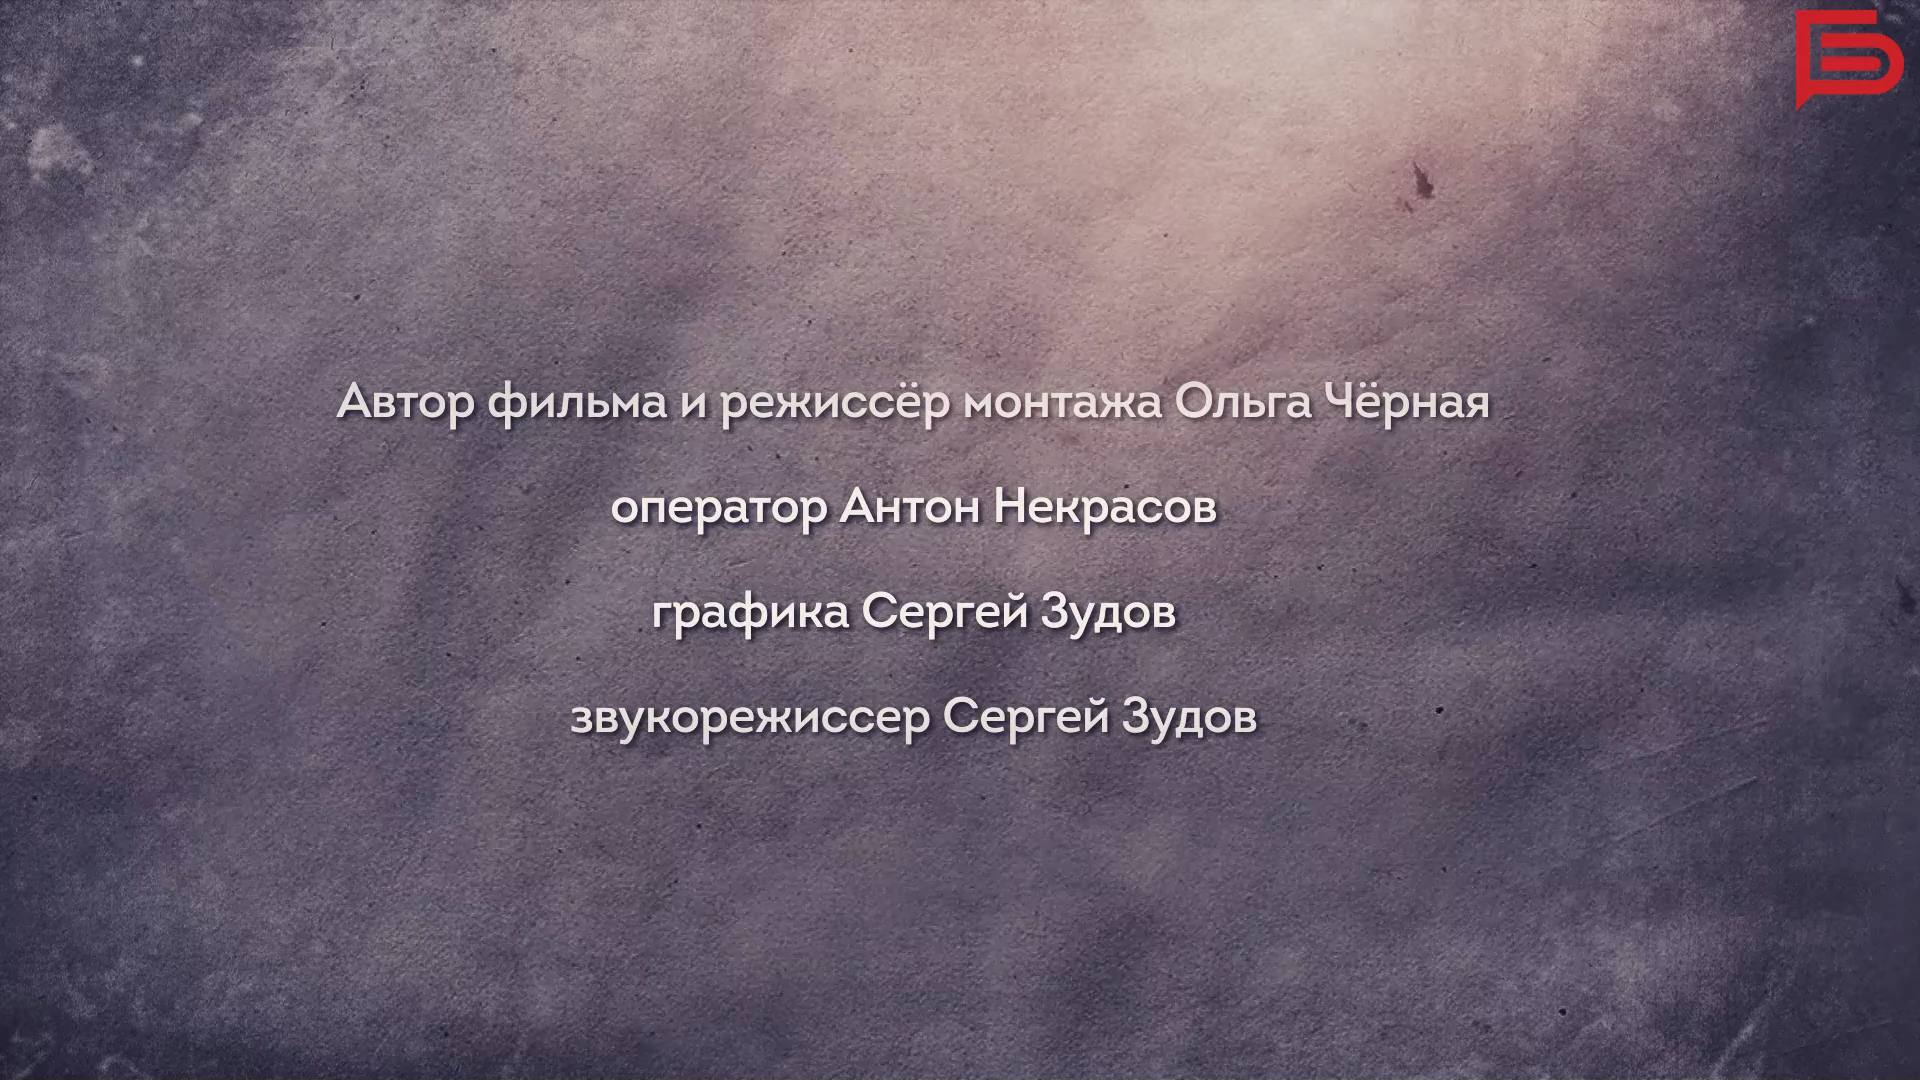 Автор фильма и режиссёр монтажа Ольга Чёрная
оператор Антон Некрасов
графика Сергей Зудов
звукорежиссер Сергей Зудов